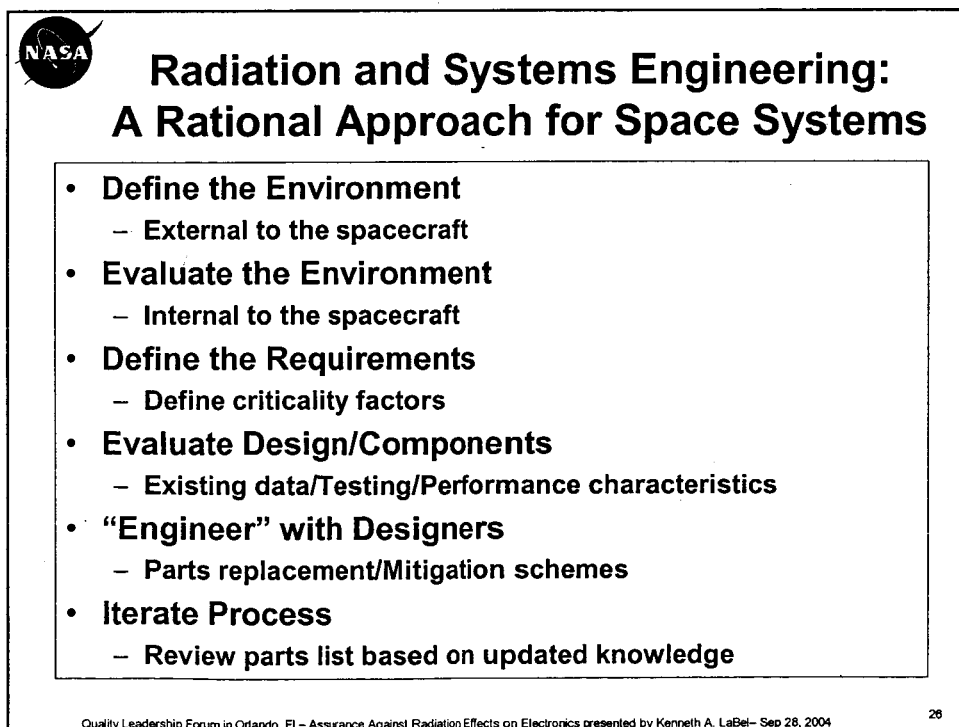 NASA
Radiation and Systems Engineering:
A Rational Approach for Space Systems
• Define the Environment
– External to the spacecraft
• Evaluate the Environment
– Internal to the spacecraft
• Define the Requirements
– Define criticality factors
• Evaluate Design/Components
– Existing data/Testing/Performance characteristics
• “Engineer” with Designers
– Parts replacement/Mitigation schemes
• Iterate Process
– Review parts list based on updated knowledge
Quality Leadership Forum in Orlando, Fl – Assurance Against Radiation Effects on Electronics presented by Kenneth A. LaBel– Sep 28, 2004
26